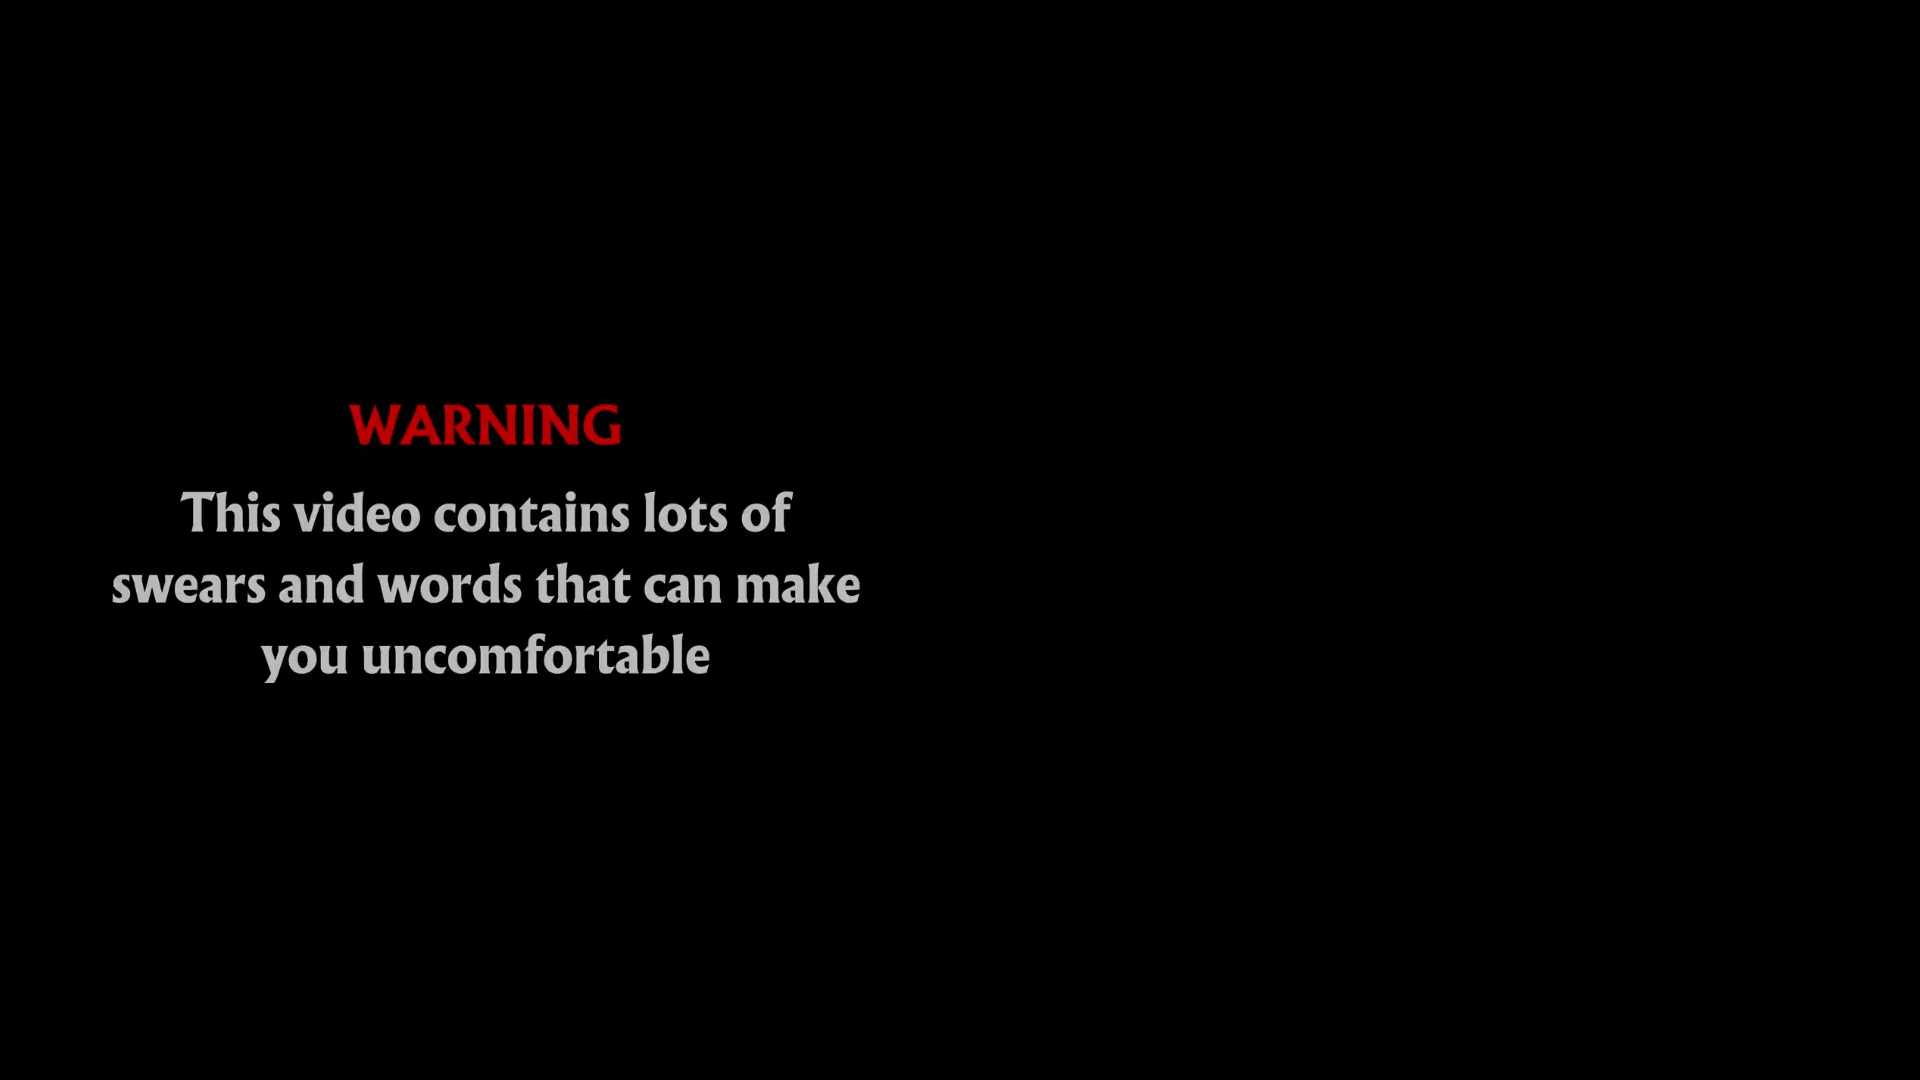 WARNING
This video contains lots of
swears and words that can make
you uncomfortable